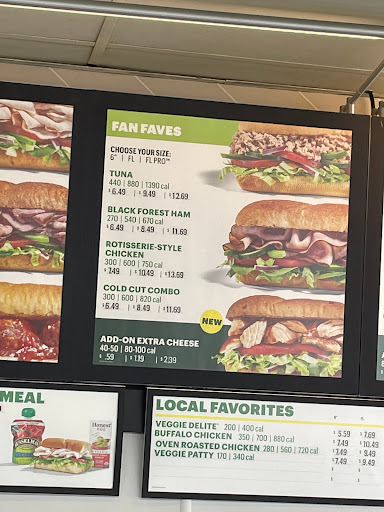 FAN FAVES
CHOOSE YOUR SIZE:
6" | FL | FL PRO™
TUNA
440 | 880 | 1390 cal
$6.49 | $9.49 | $12.69
BLACK FOREST HAM
270 | 540 | 670 cal
$6.49 | $8.49 | $11.69
ROTISSERIE-STYLE
CHICKEN
300 | 600 | 750 cal
$7.49 | $10.49 | $13.69
COLD CUT COMBO
300 | 600 | 820 cal
$6.49 | $8.49 | $11.69
NEW
ADD-ON EXTRA CHEESE
40-50 | 80-100 cal
$.59 | $1.19 | $2.39
MEAL
Honest
LOCAL FAVORITES
6" FL
VEGGIE DELITE® 200 | 400 cal $5.59 $7.69
BUFFALO CHICKEN 350 | 700 | 880 cal $7.49 $10.49
OVEN ROASTED CHICKEN 280 | 560 | 720 cal $7.49 $9.49
VEGGIE PATTY 170 | 340 cal $7.49 $9.49